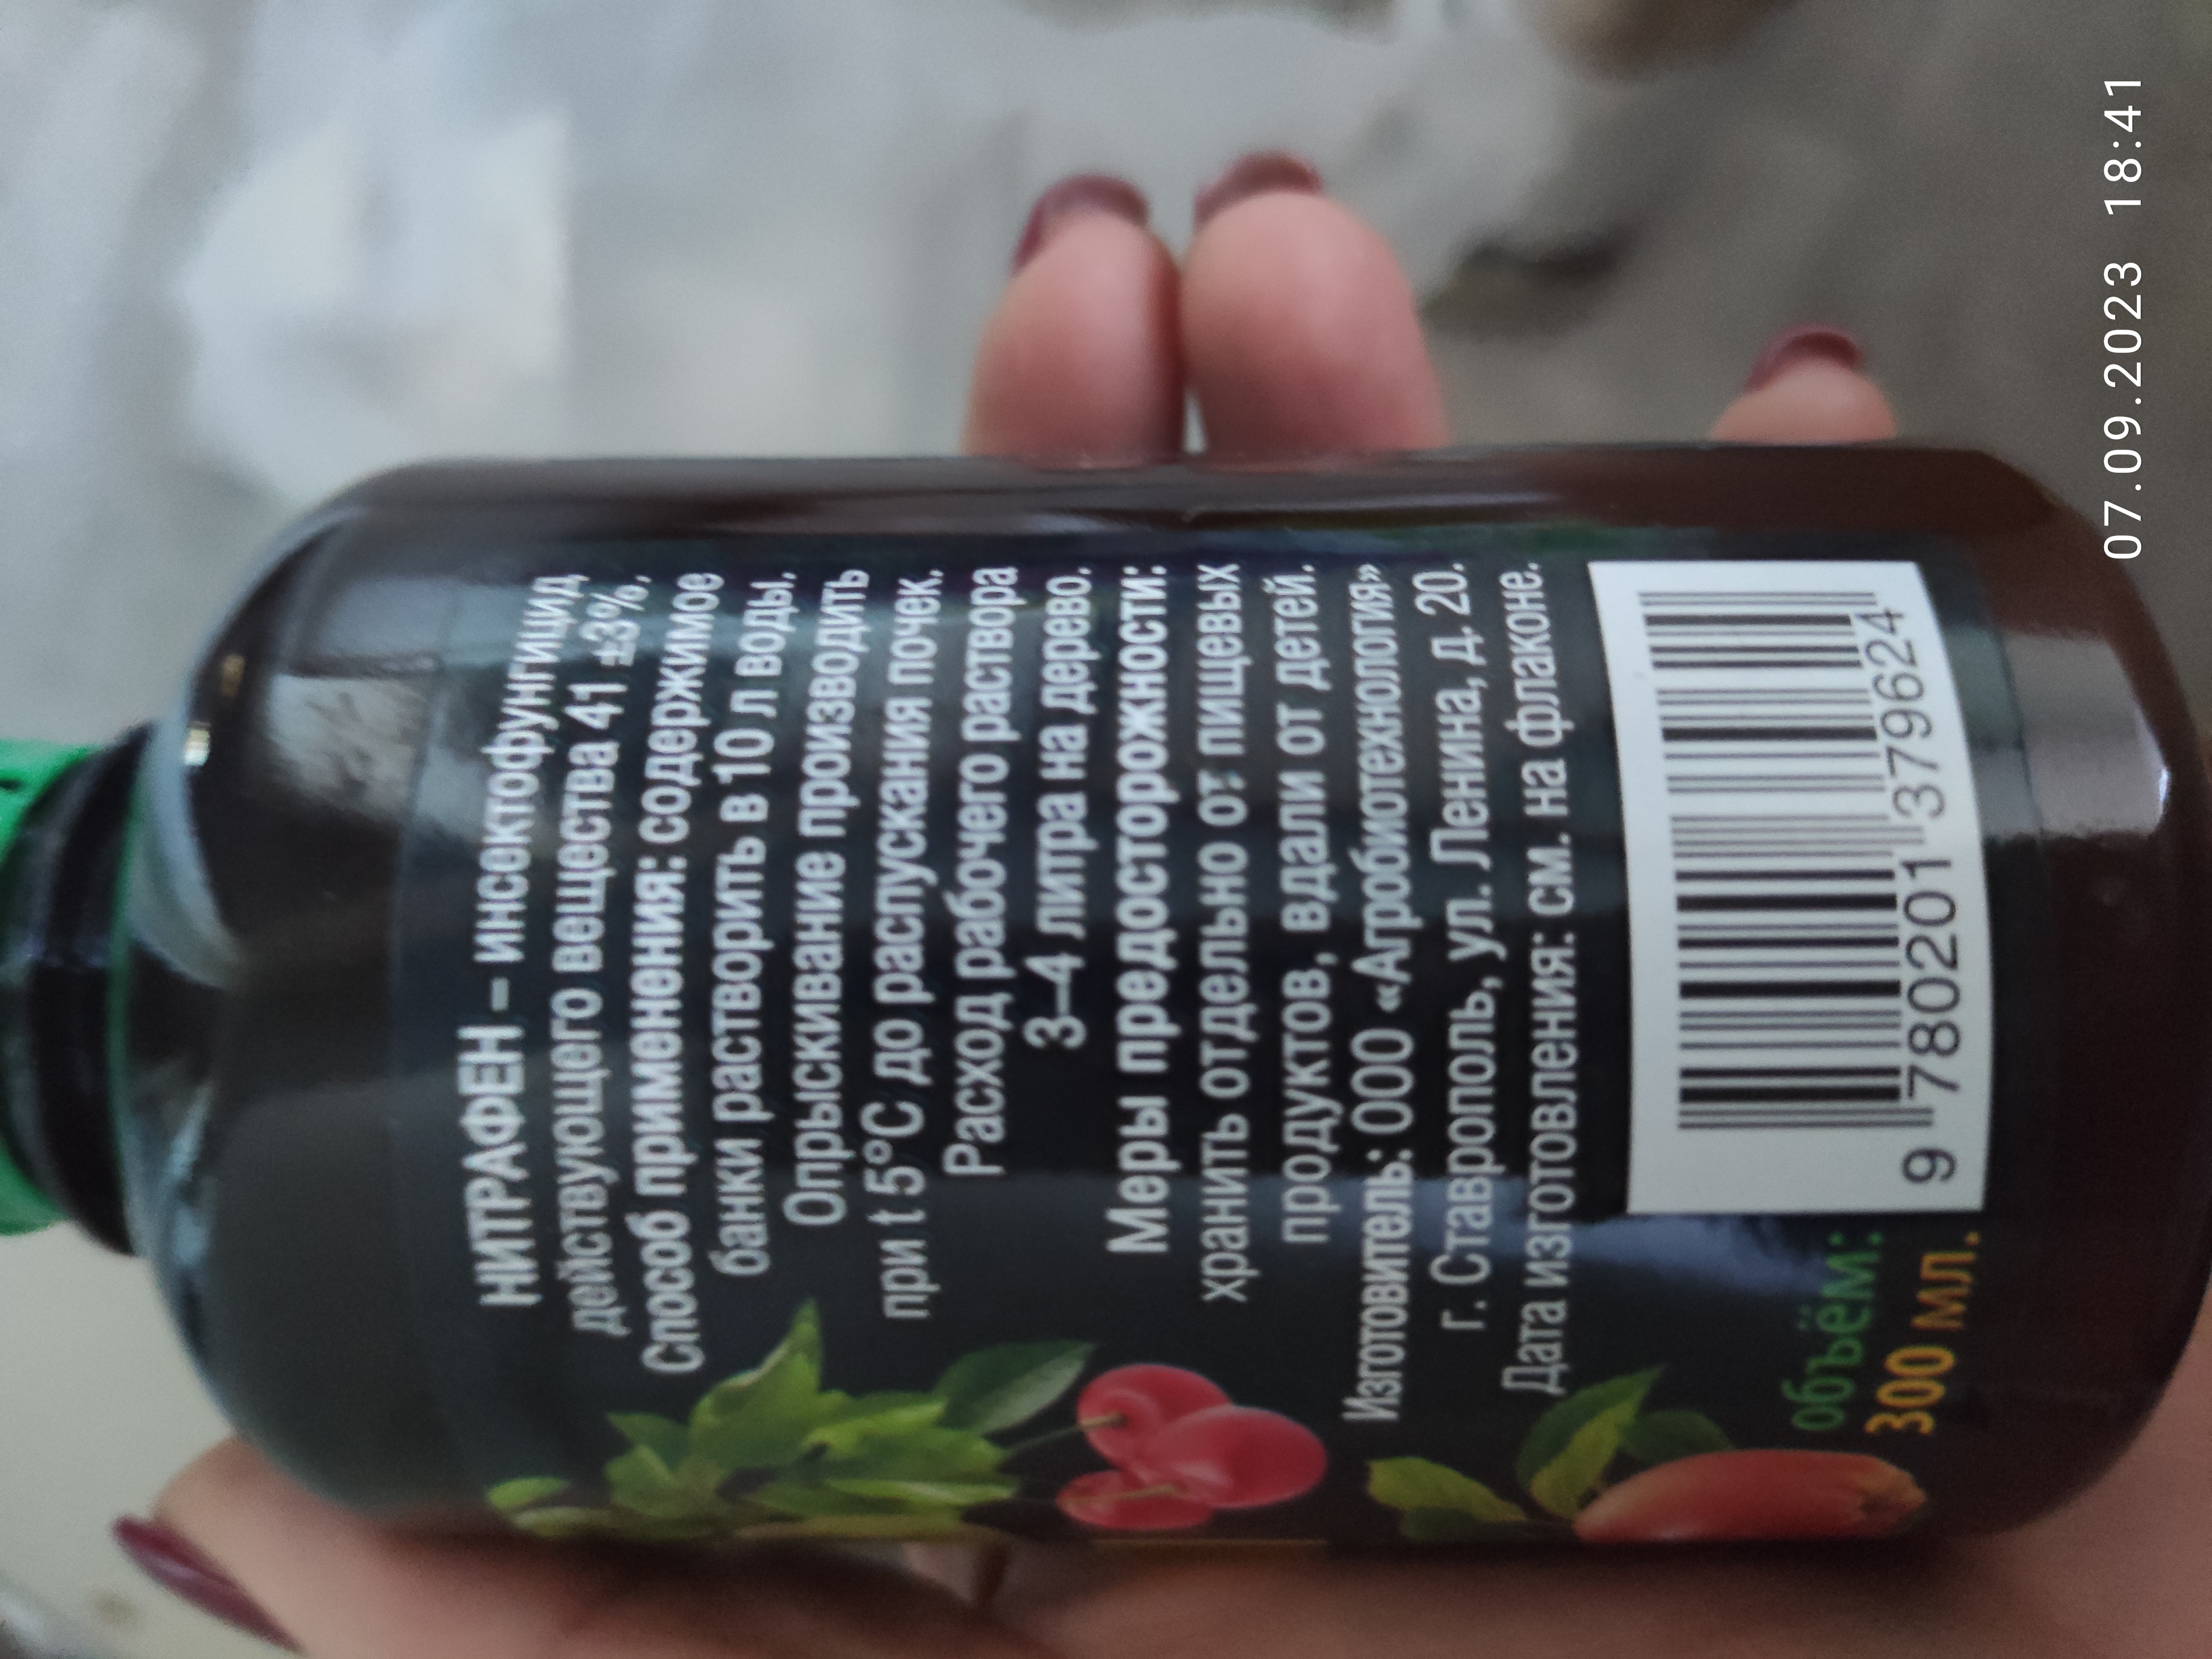 НИТРАФЕН – инсектофунгицид,
действующего вещества 41 ±3%,
Способ применения: содержимое
банки растворить в 10 л воды.
Опрыскивание производить
при t 5°C до распускания почек.
Расход рабочего раствора
3–4 литра на дерево.
Меры предосторожности:
хранить отдельно от пищевых
продуктов, вдали от детей.
Изготовитель: ООО «Агробиотехнология»
г. Ставрополь, ул. Ленина, д. 20.
Дата изготовления: см. на флаконе.
объём:
300 мл.
9 780201 379624
07.09.2023 18:41